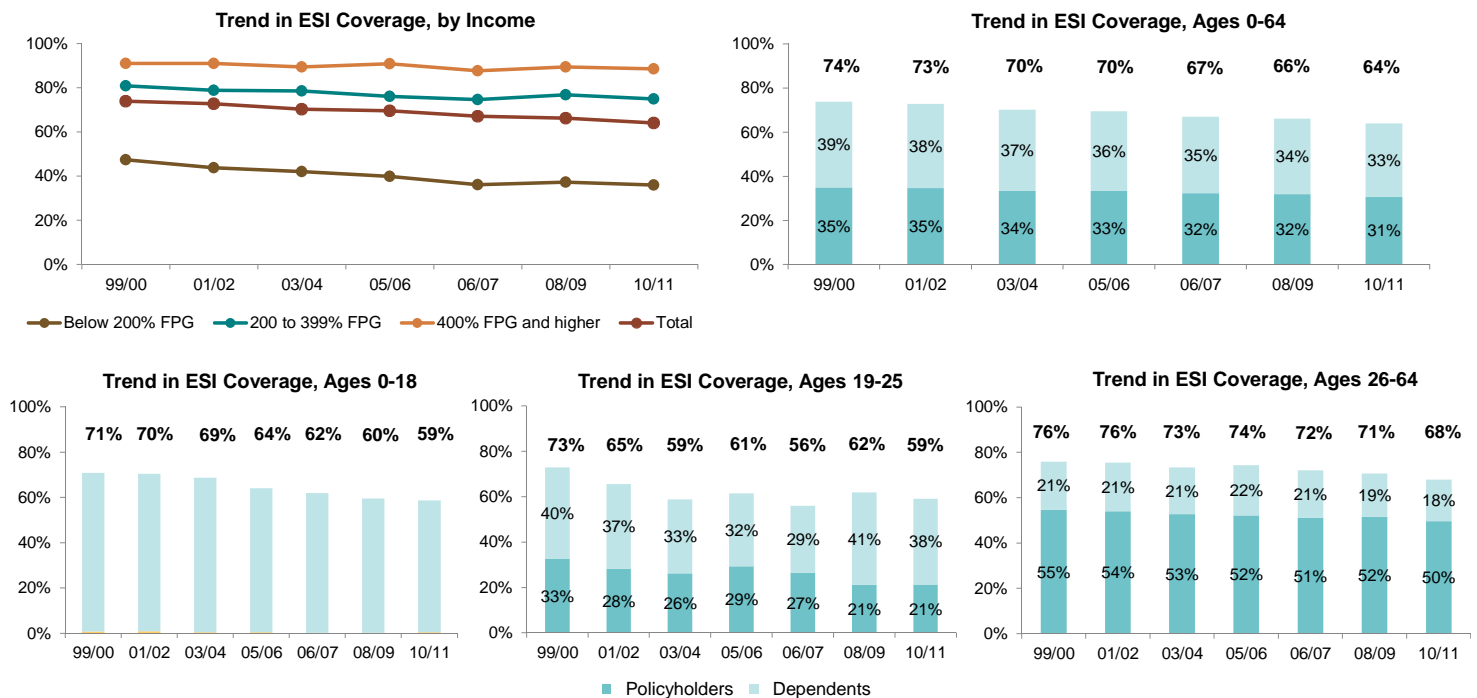 Trend in ESI Coverage, by Income
100%
80%
60%
40%
20%
0%
99/00 01/02 03/04 05/06 06/07 08/09 10/11
Below 200% FPG 200 to 399% FPG 400% FPG and higher Total
Trend in ESI Coverage, Ages 0-64
100%
80%
60%
40%
20%
0%
74% 73% 70% 70% 67% 66% 64%
39% 38% 37% 36% 35% 34% 33%
35% 35% 34% 33% 32% 32% 31%
99/00 01/02 03/04 05/06 06/07 08/09 10/11
Trend in ESI Coverage, Ages 0-18
100%
80%
60%
40%
20%
0%
71% 70% 69% 64% 62% 60% 59%
99/00 01/02 03/04 05/06 06/07 08/09 10/11
Trend in ESI Coverage, Ages 19-25
100%
80%
60%
40%
20%
0%
73% 65% 59% 61% 56% 62% 59%
40% 37% 33% 32% 29% 41% 38%
33% 28% 26% 29% 27% 21% 21%
99/00 01/02 03/04 05/06 06/07 08/09 10/11
Trend in ESI Coverage, Ages 26-64
100%
80%
60%
40%
20%
0%
76% 76% 73% 74% 72% 71% 68%
21% 21% 21% 22% 21% 19% 18%
55% 54% 53% 52% 51% 52% 50%
99/00 01/02 03/04 05/06 06/07 08/09 10/11
Policyholders Dependents